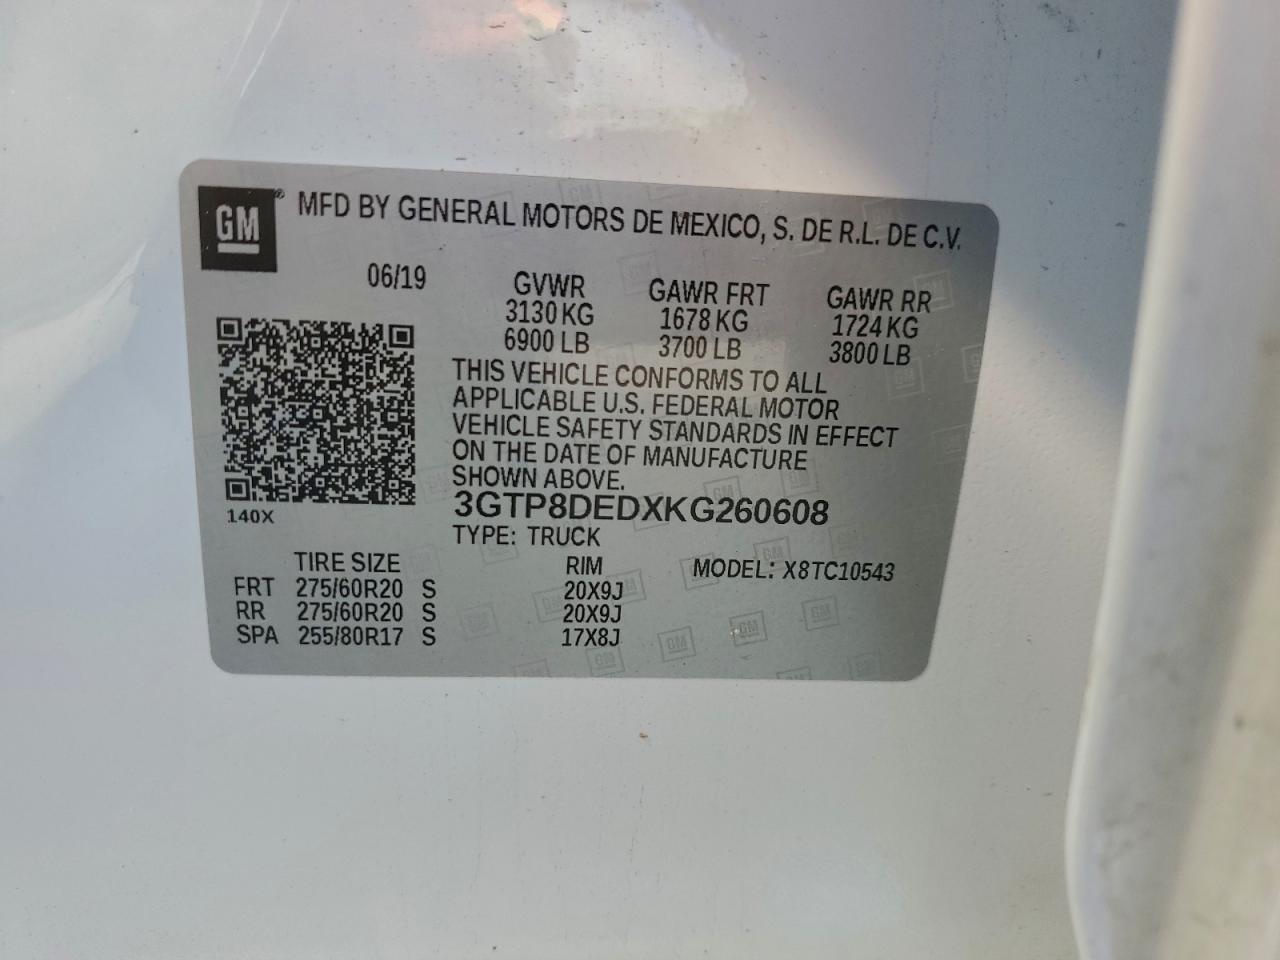 GM® MFD BY GENERAL MOTORS DE MEXICO, S. DE R.L. DE C.V.
06/19 GVWR GAWR FRT GAWR RR
3130 KG 1678 KG 1724 KG
6900 LB 3700 LB 3800 LB
THIS VEHICLE CONFORMS TO ALL
APPLICABLE U.S. FEDERAL MOTOR
VEHICLE SAFETY STANDARDS IN EFFECT
ON THE DATE OF MANUFACTURE
SHOWN ABOVE.
3GTP8DEDXKG260608
140X
TYPE: TRUCK
TIRE SIZE RIM MODEL: X8TC10543
FRT 275/60R20 S 20X9J
RR 275/60R20 S 20X9J
SPA 255/80R17 S 17X8J